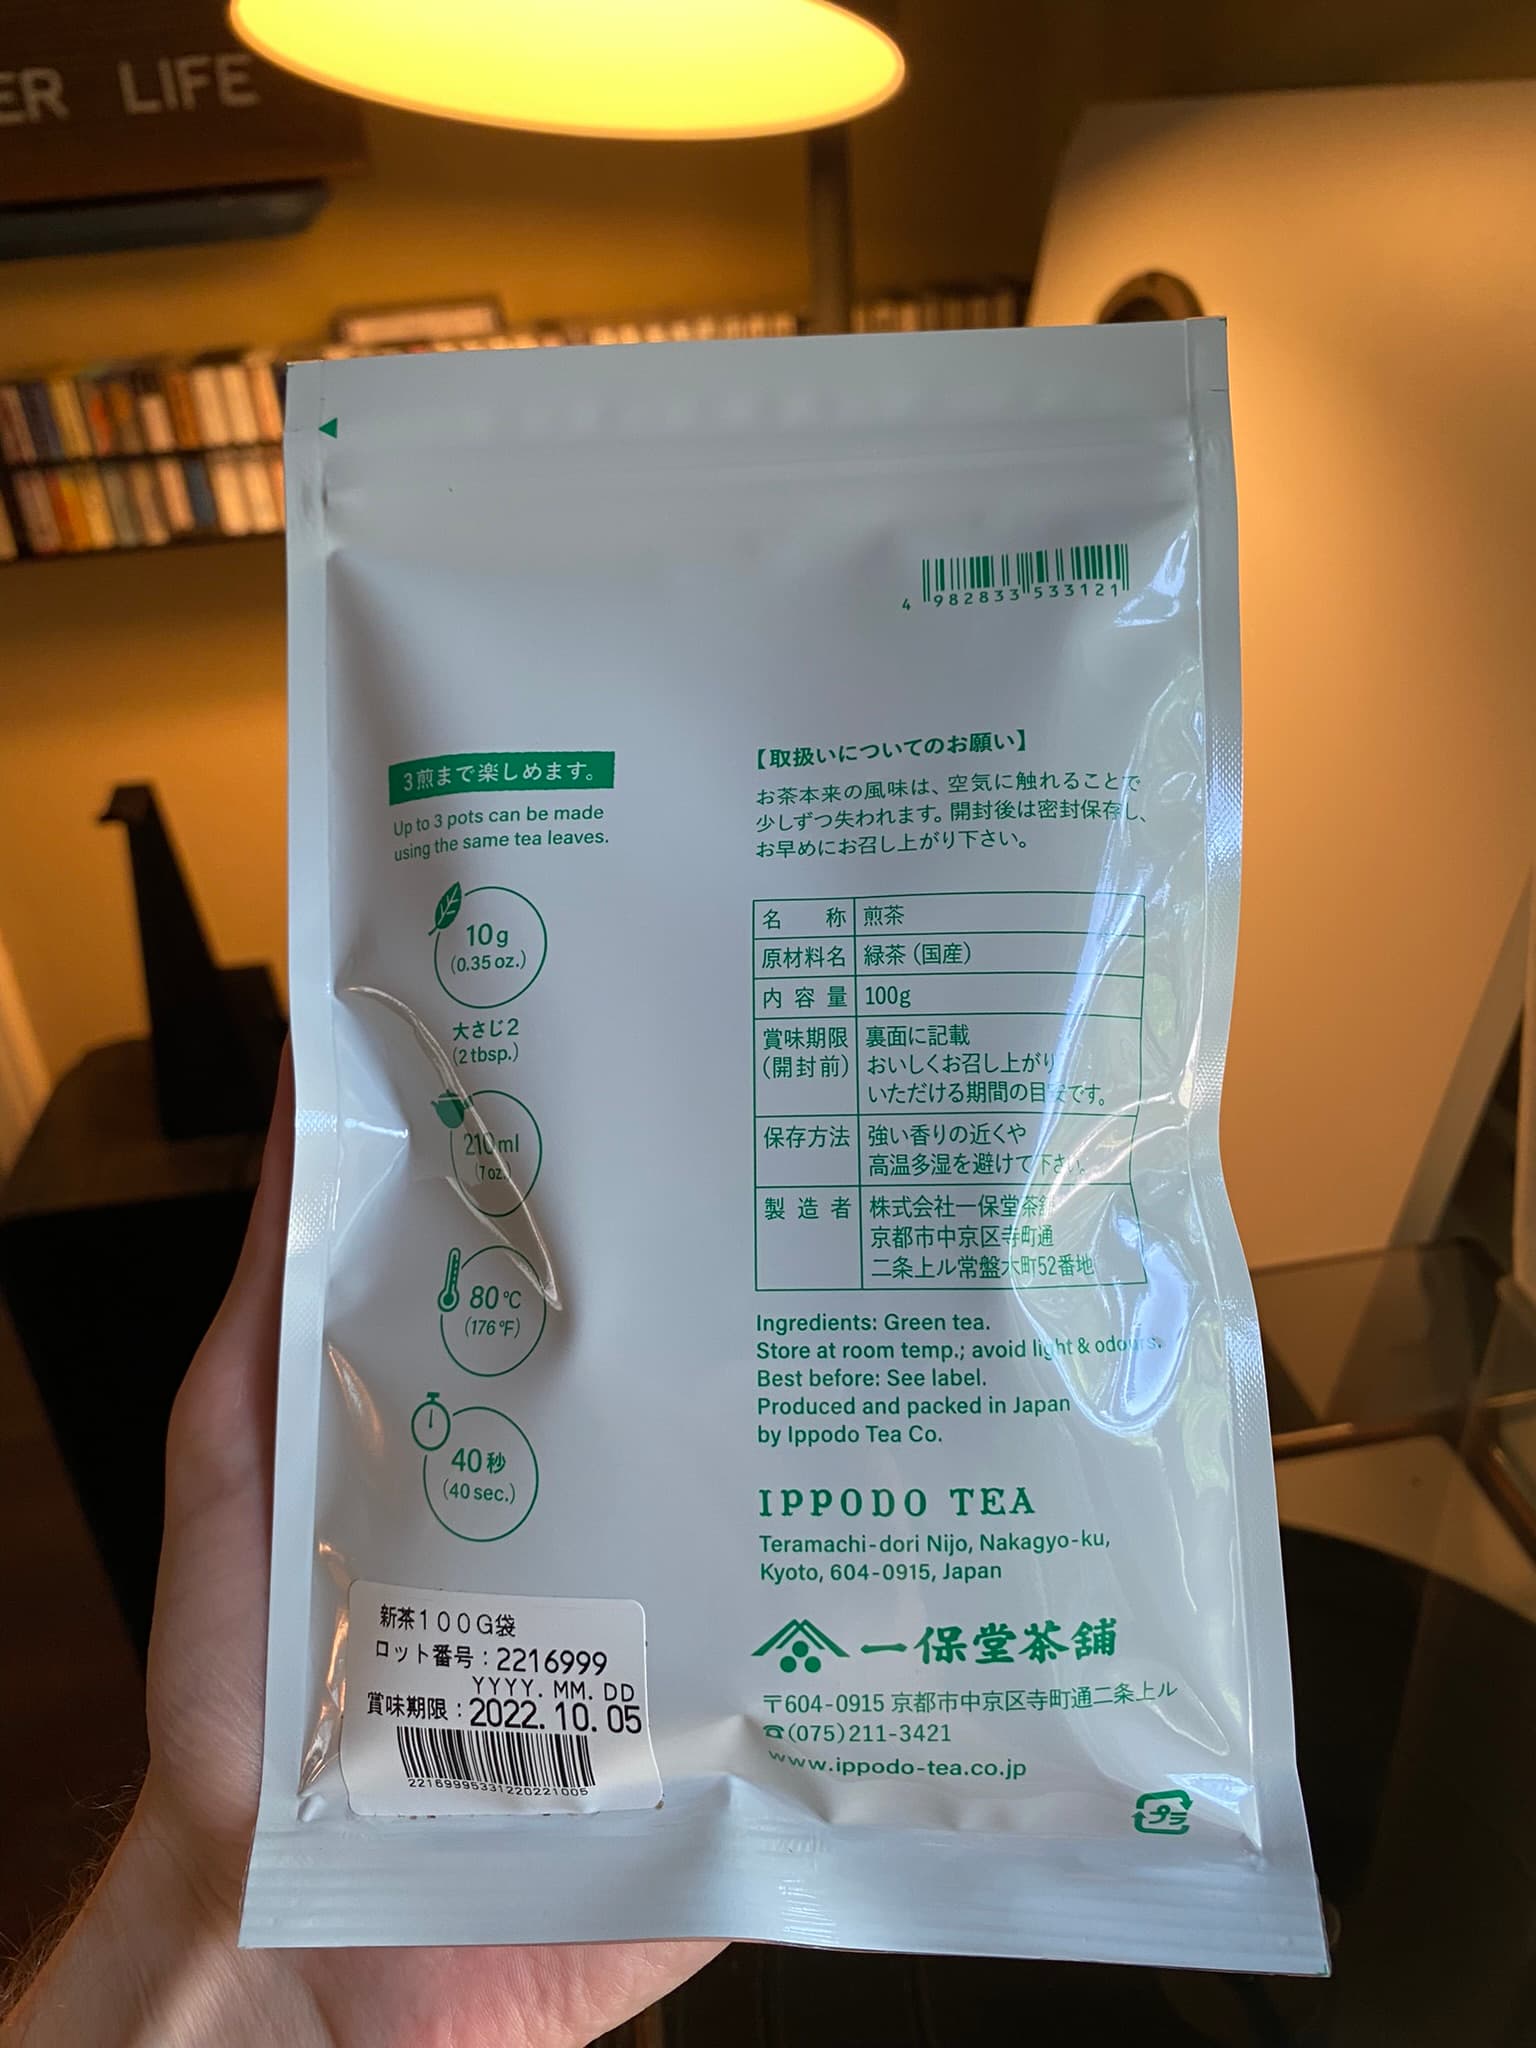 ER LIFE
4 982833 533121
3煎まで楽しめます。
Up to 3 pots can be made
using the same tea leaves.
10g
(0.35 oz.)
大さじ2
(2 tbsp.)
210ml
(7 oz.)
80℃
(176°F)
40秒
(40 sec.)
【取扱いについてのお願い】
お茶本来の風味は、空気に触れることで
少しずつ失われます。開封後は密封保存し、
お早めにお召し上がり下さい。
名称 煎茶
原材料名 緑茶(国産)
内容量 100g
賞味期限 裏面に記載
(開封前) おいしくお召し上がり
いただける期間の目安です。
保存方法 強い香りの近くや
高温多湿を避けて下さい。
製造者 株式会社一保堂茶舗
京都市中京区寺町通
二条上ル常盤木町52番地
Ingredients: Green tea.
Store at room temp.; avoid light & odours.
Best before: See label.
Produced and packed in Japan
by Ippodo Tea Co.
IPPODO TEA
Teramachi-dori Nijo, Nakagyo-ku,
Kyoto, 604-0915, Japan
一保堂茶舗
〒604-0915 京都市中京区寺町通二条上ル
☎(075)211-3421
www.ippodo-tea.co.jp
プラ
新茶100G袋
ロット番号:2216999
YYYY. MM. DD
賞味期限:2022. 10. 05
2216999533122​0221005